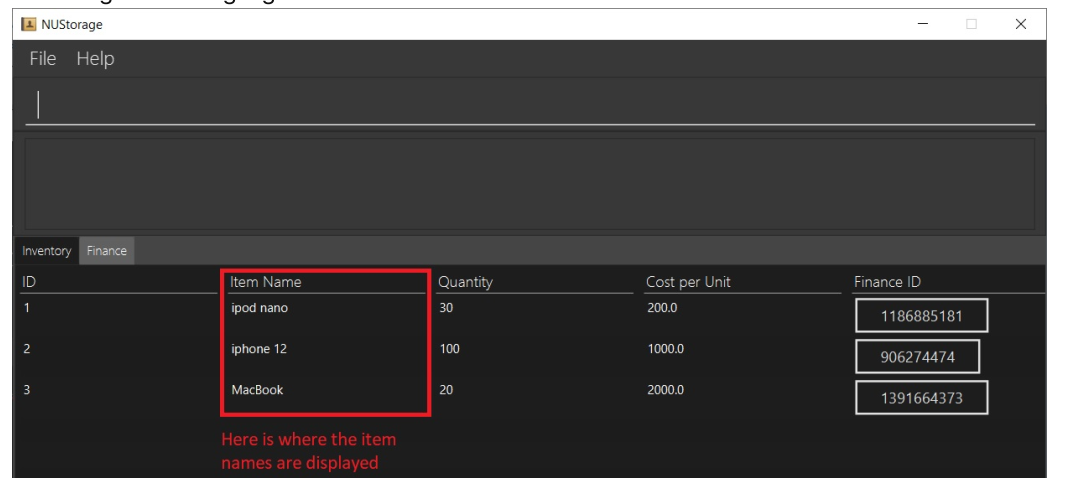 NUStorage
File Help
Inventory Finance
ID Item Name Quantity Cost per Unit Finance ID
1 ipod nano 30 200.0 1186885181
2 iphone 12 100 1000.0 906274474
3 MacBook 20 2000.0 1391664373
Here is where the item
names are displayed